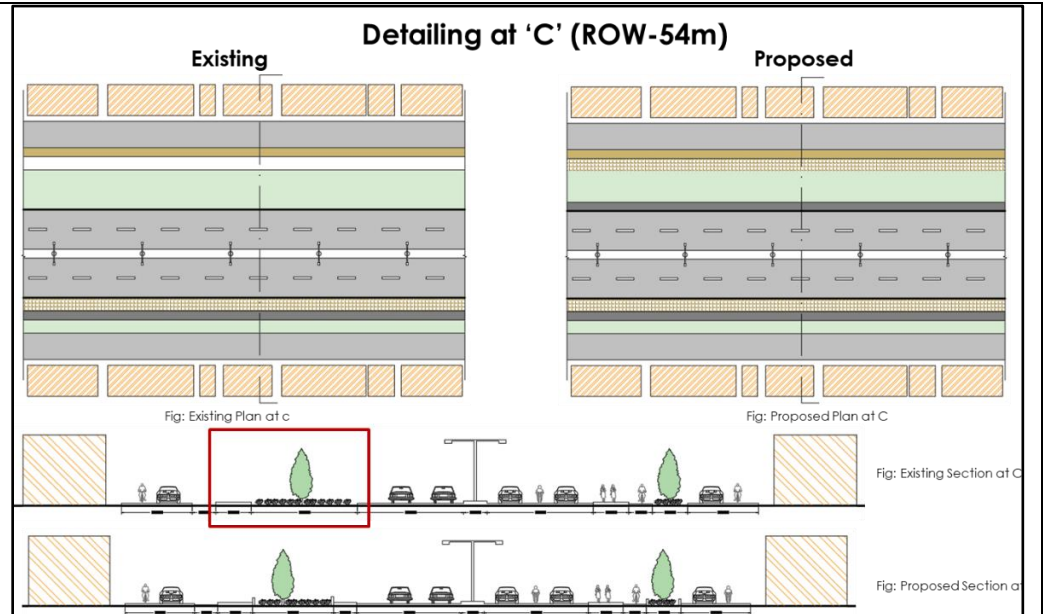 Detailing at ‘C’ (ROW-54m)
Existing
Proposed
Fig: Existing Plan at c
Fig: Proposed Plan at C
Fig: Existing Section at C
Fig: Proposed Section at